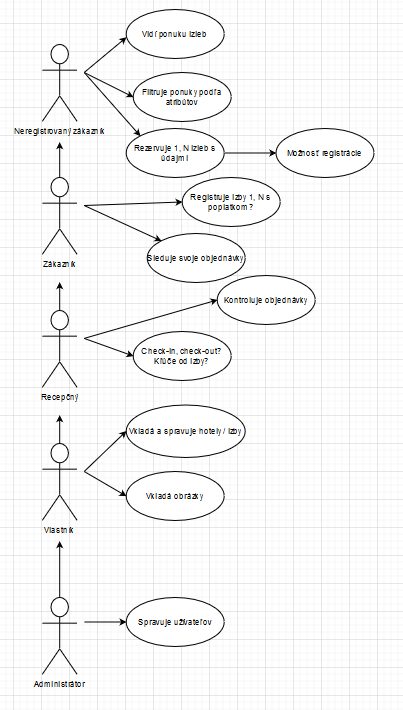 Vidí ponuku izieb
Filtruje ponuky podľa
atribútov
Neregistrovaný zákazník
Rezervuje 1, N izieb s
údajmi
Možnosť registrácie
Registruje izby 1, N s
poplatkom ?
Zákazník
Sleduje svoje objednávky
Kontroluje objednávky
Check-in, check-out?
Kľúče od izby?
Recepčný
Vkladá a spravuje hotely / izby
Vkladá obrázky
Vlastník
Spravuje užívateľov
Administrátor